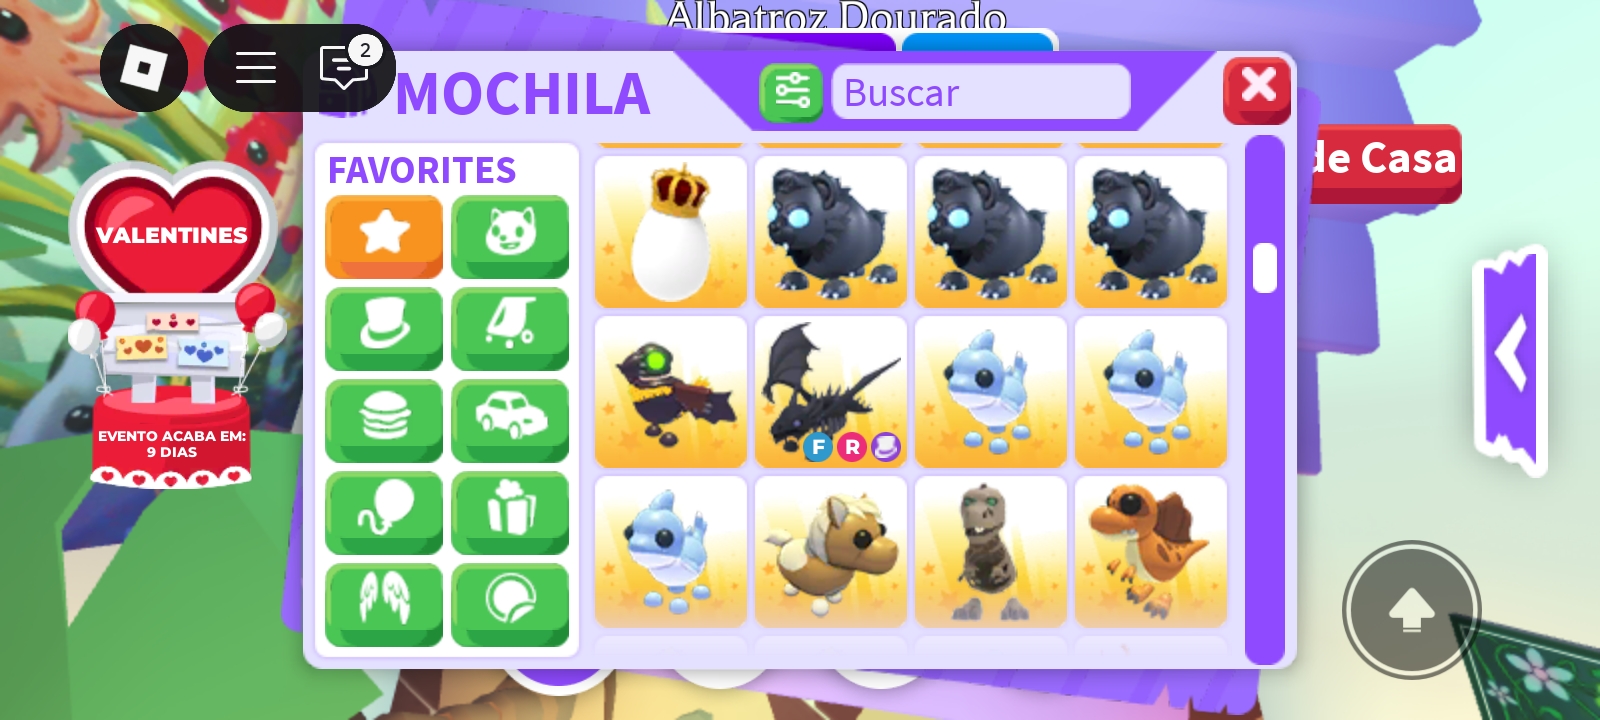 Albatroz Dourado
2
MOCHILA
Buscar
FAVORITES
de Casa
VALENTINES
EVENTO ACABA EM:
9 DIAS
F R